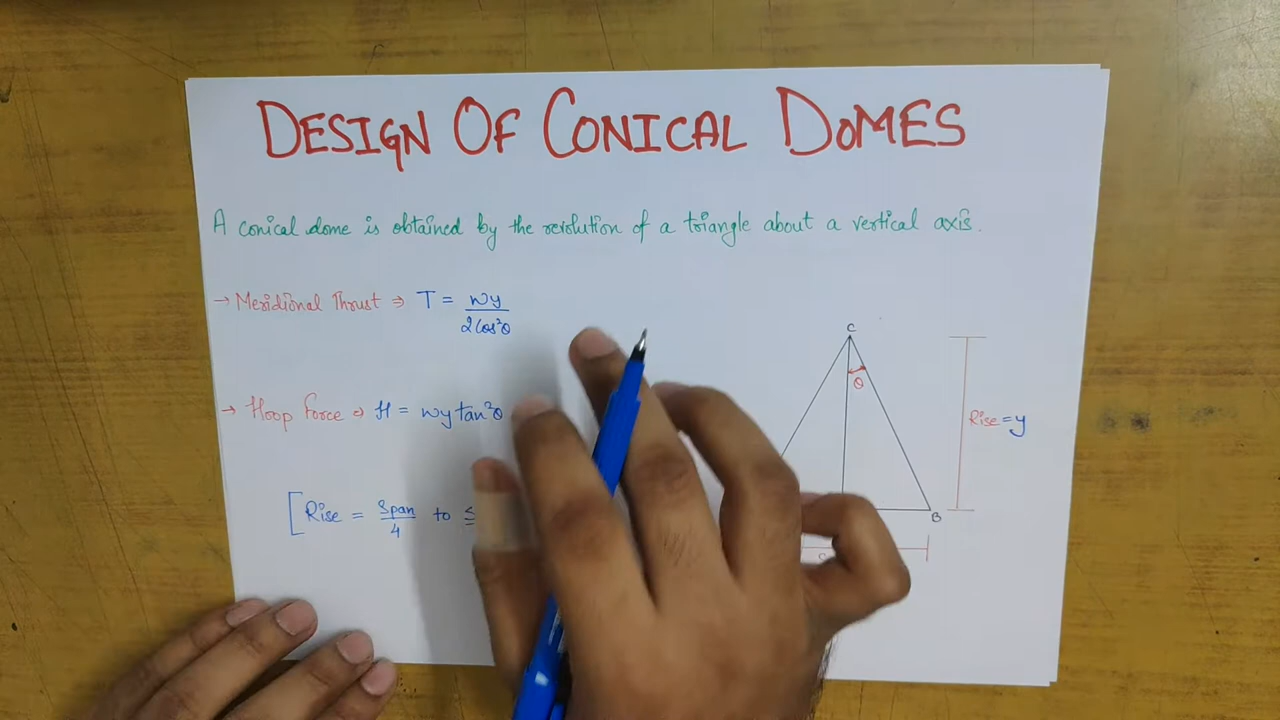 DESIGN OF CONICAL DOMES
A conical dome is obtained by the revolution of a triangle about a vertical axis.
→ Meridional Thrust ⇒ T = wy / 2Cos²θ
→ Hoop Force ⇒ H = wy tan²θ
[Rise = Span / 4 to
C
θ
Rise = y
B